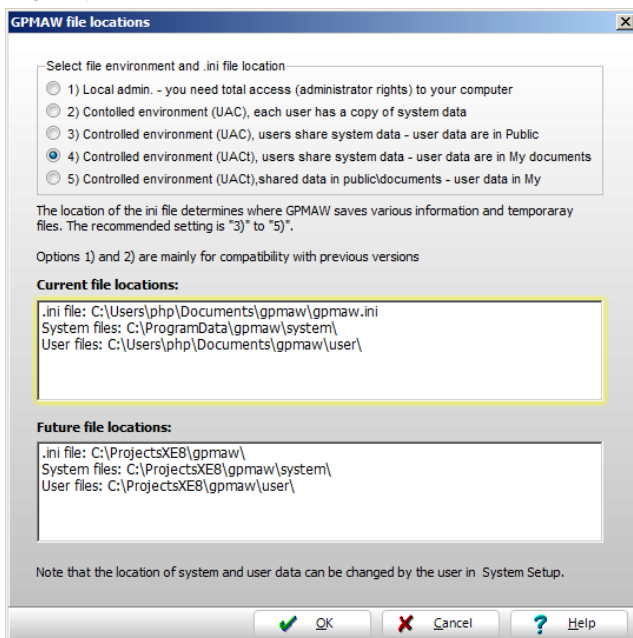 GPMAW file locations
Select file environment and .ini file location
1) Local admin. - you need total access (administrator rights) to your computer
2) Contolled environment (UAC), each user has a copy of system data
3) Controlled environment (UAC), users share system data - user data are in Public
4) Controlled environment (UACt), users share system data - user data are in My documents
5) Controlled environment (UACt),shared data in public\documents - user data in My
The location of the ini file determines where GPMAW saves various information and temporaray
files. The recommended setting is "3)" to "5)".
Options 1) and 2) are mainly for compatibility with previous versions
Current file locations:
.ini file: C:\Users\php\Documents\gpmaw\gpmaw.ini
System files: C:\ProgramData\gpmaw\system\
User files: C:\Users\php\Documents\gpmaw\user\
Future file locations:
.ini file: C:\ProjectsXE8\gpmaw\
System files: C:\ProjectsXE8\gpmaw\system\
User files: C:\ProjectsXE8\gpmaw\user\
Note that the location of system and user data can be changed by the user in  System Setup.
OK Cancel ? Help